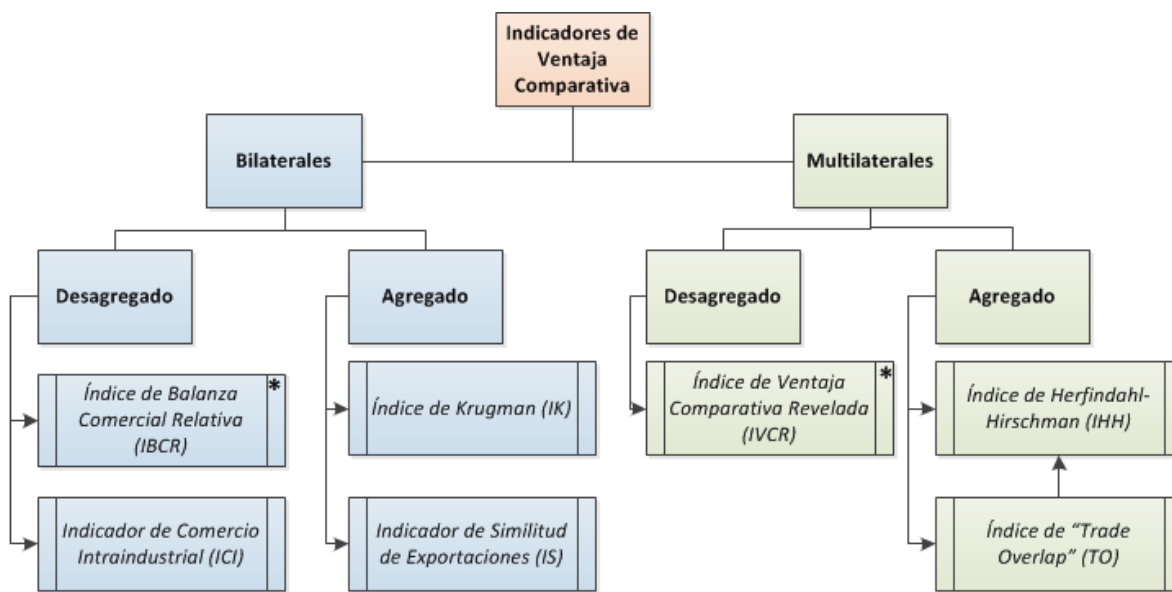 Indicadores de
Ventaja
Comparativa
Bilaterales
Multilaterales
Desagregado
Agregado
Desagregado
Agregado
Índice de Balanza
Comercial Relativa
(IBCR)
*
Índice de Krugman (IK)
Índice de Ventaja
Comparativa Revelada
(IVCR)
*
Índice de Herfindahl-
Hirschman (IHH)
Indicador de Comercio
Intraindustrial (ICI)
Indicador de Similitud
de Exportaciones (IS)
Índice de “Trade
Overlap” (TO)